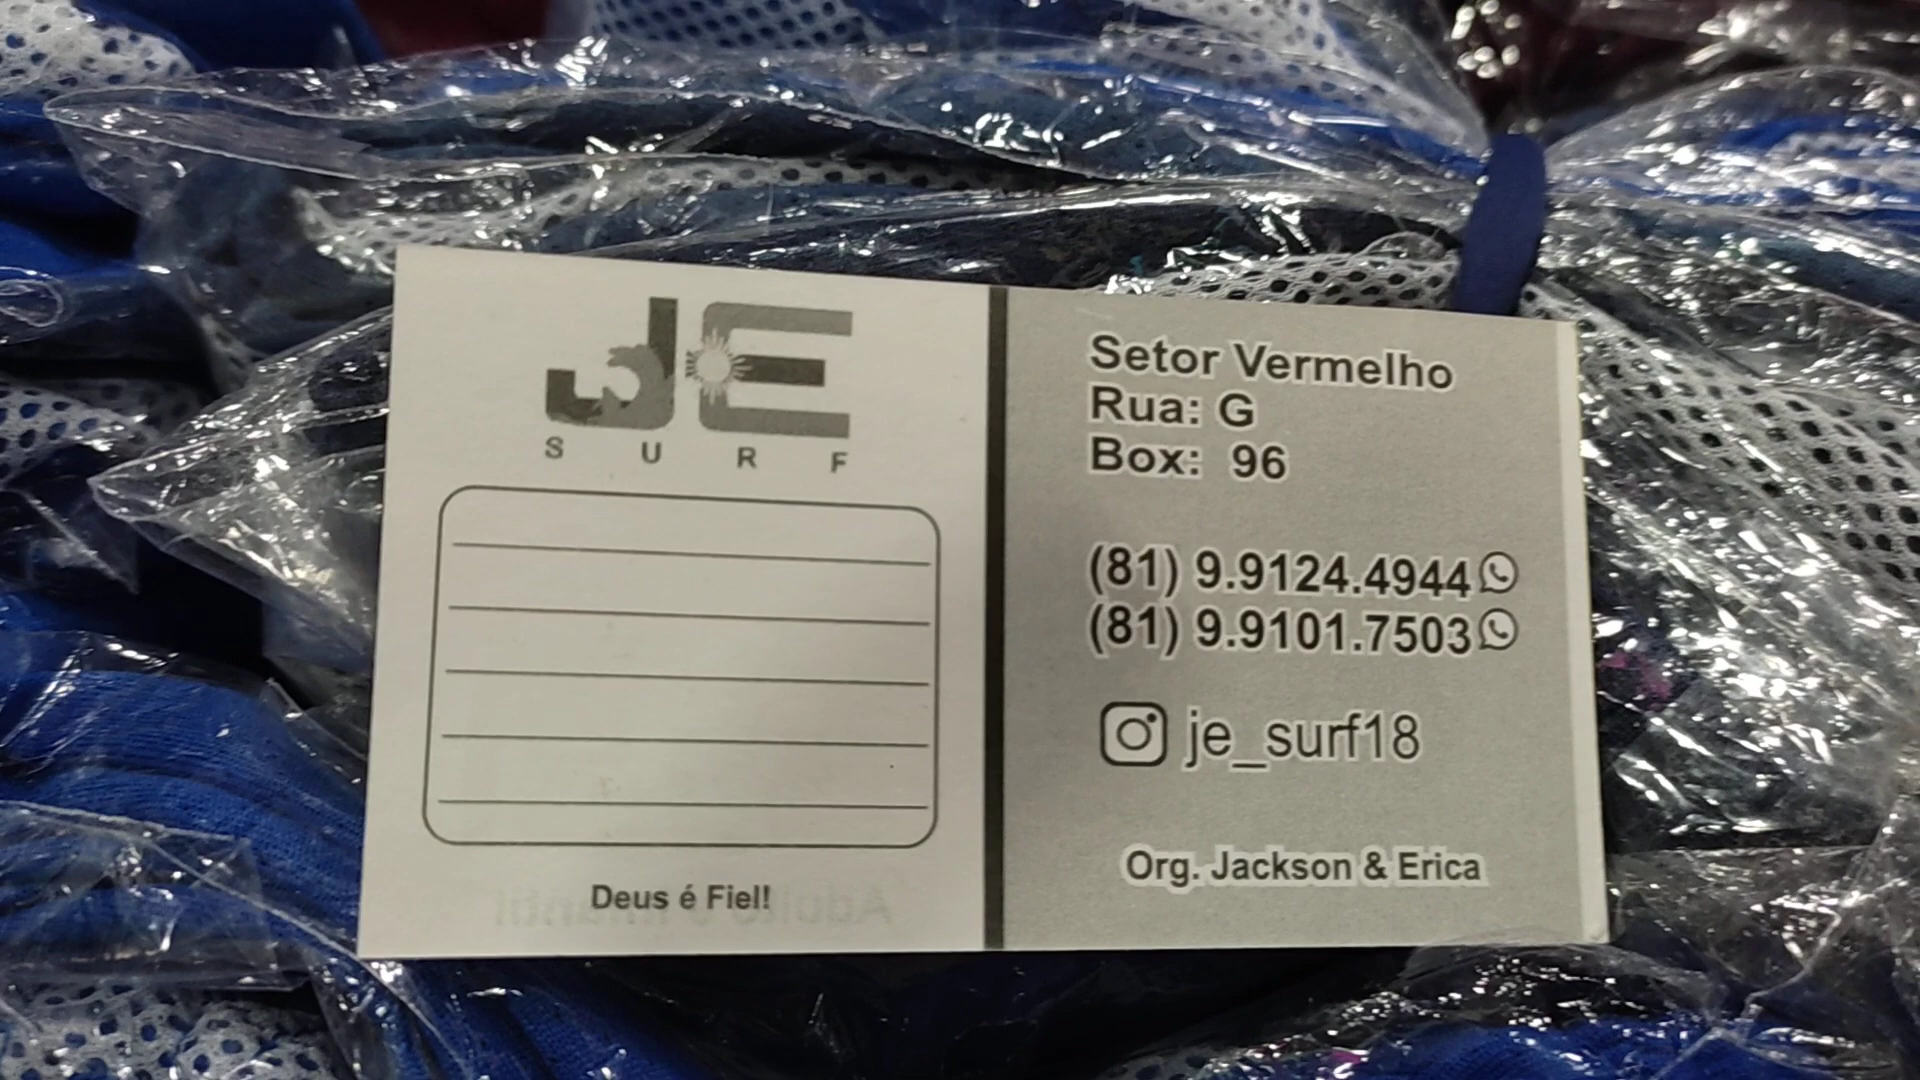 JE
SURF
Deus é Fiel!
Setor Vermelho
Rua: G
Box: 96
(81) 9.9124.4944
(81) 9.9101.7503
je_surf18
Org. Jackson & Erica